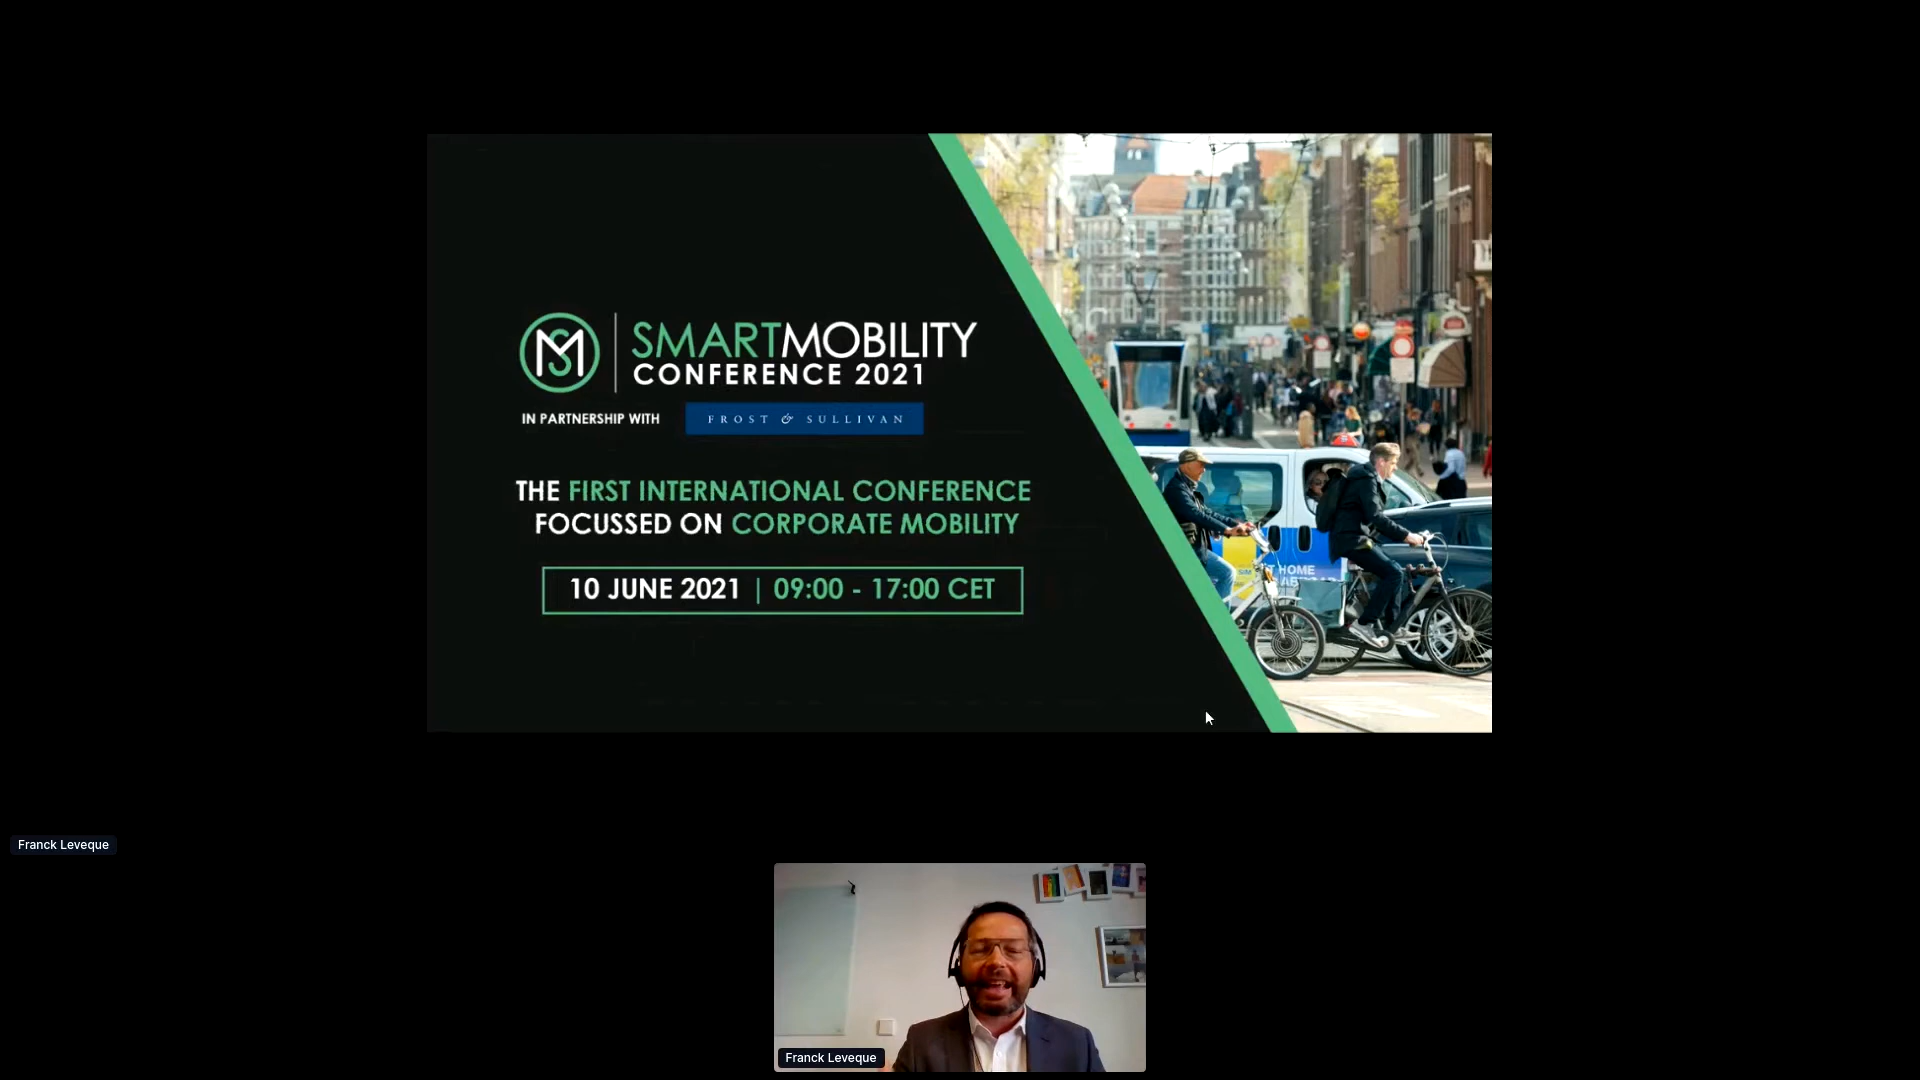 SMARTMOBILITY
CONFERENCE 2021
IN PARTNERSHIP WITH
FROST & SULLIVAN
THE FIRST INTERNATIONAL CONFERENCE
FOCUSSED ON CORPORATE MOBILITY
10 JUNE 2021 | 09:00 - 17:00 CET
HOME
Franck Leveque
Franck Leveque